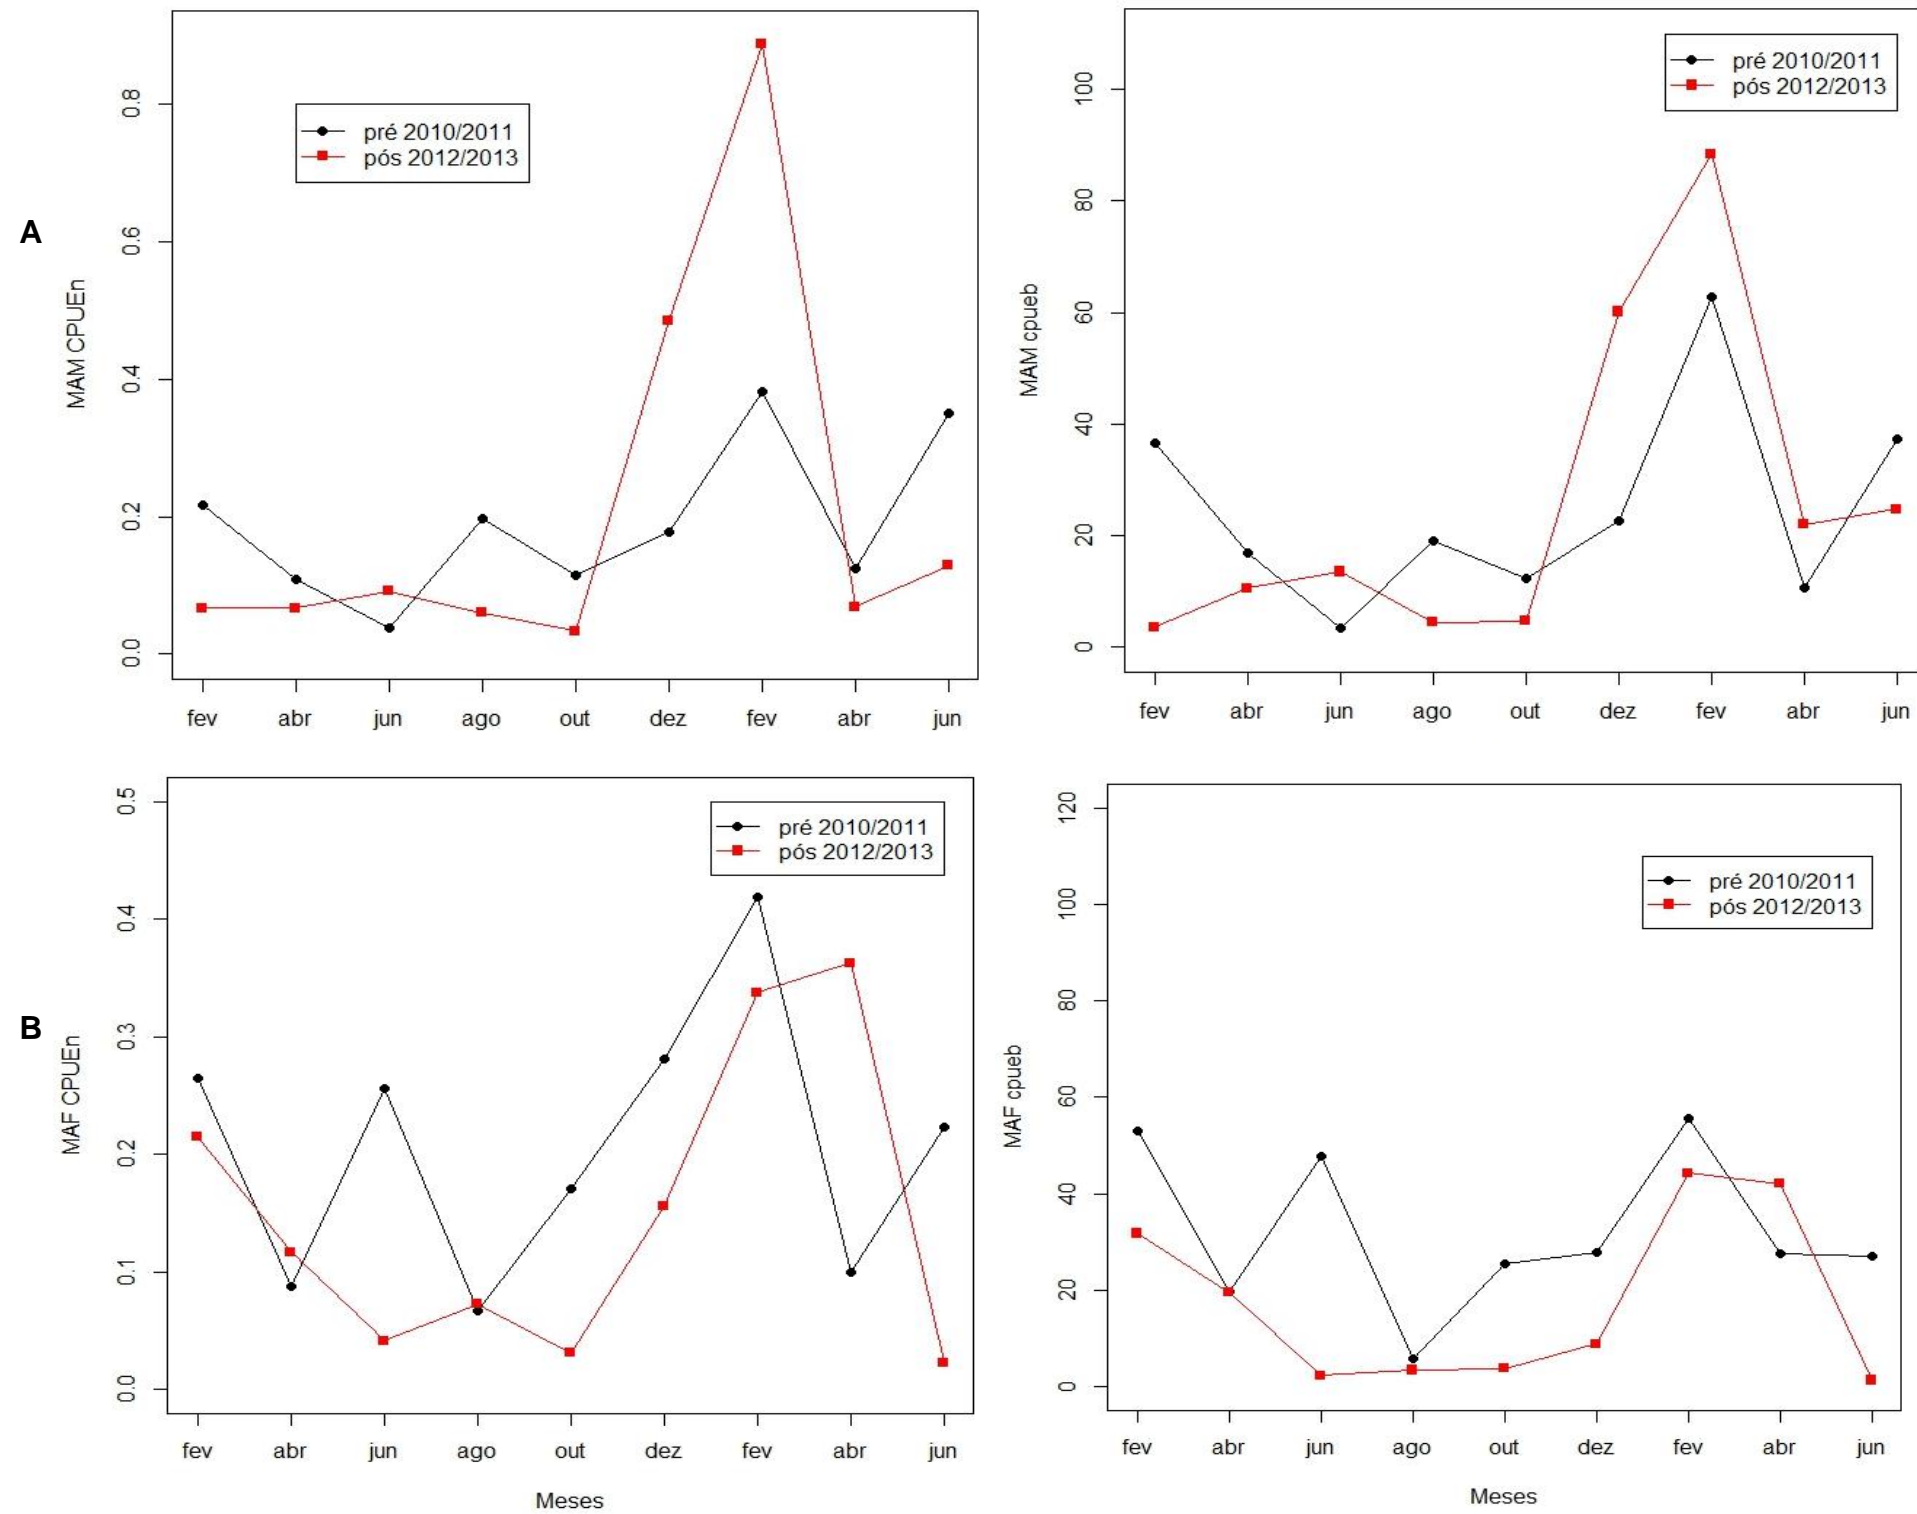 A
MAM CPUEn
0.8
0.6
0.4
0.2
0.0
pré 2010/2011
pós 2012/2013
fev abr jun ago out dez fev abr jun
MAM cpueb
100
80
60
40
20
0
pré 2010/2011
pós 2012/2013
fev abr jun ago out dez fev abr jun
B
MAF CPUEn
0.5
0.4
0.3
0.2
0.1
0.0
pré 2010/2011
pós 2012/2013
fev abr jun ago out dez fev abr jun
Meses
MAF cpueb
120
100
80
60
40
20
0
pré 2010/2011
pós 2012/2013
fev abr jun ago out dez fev abr jun
Meses